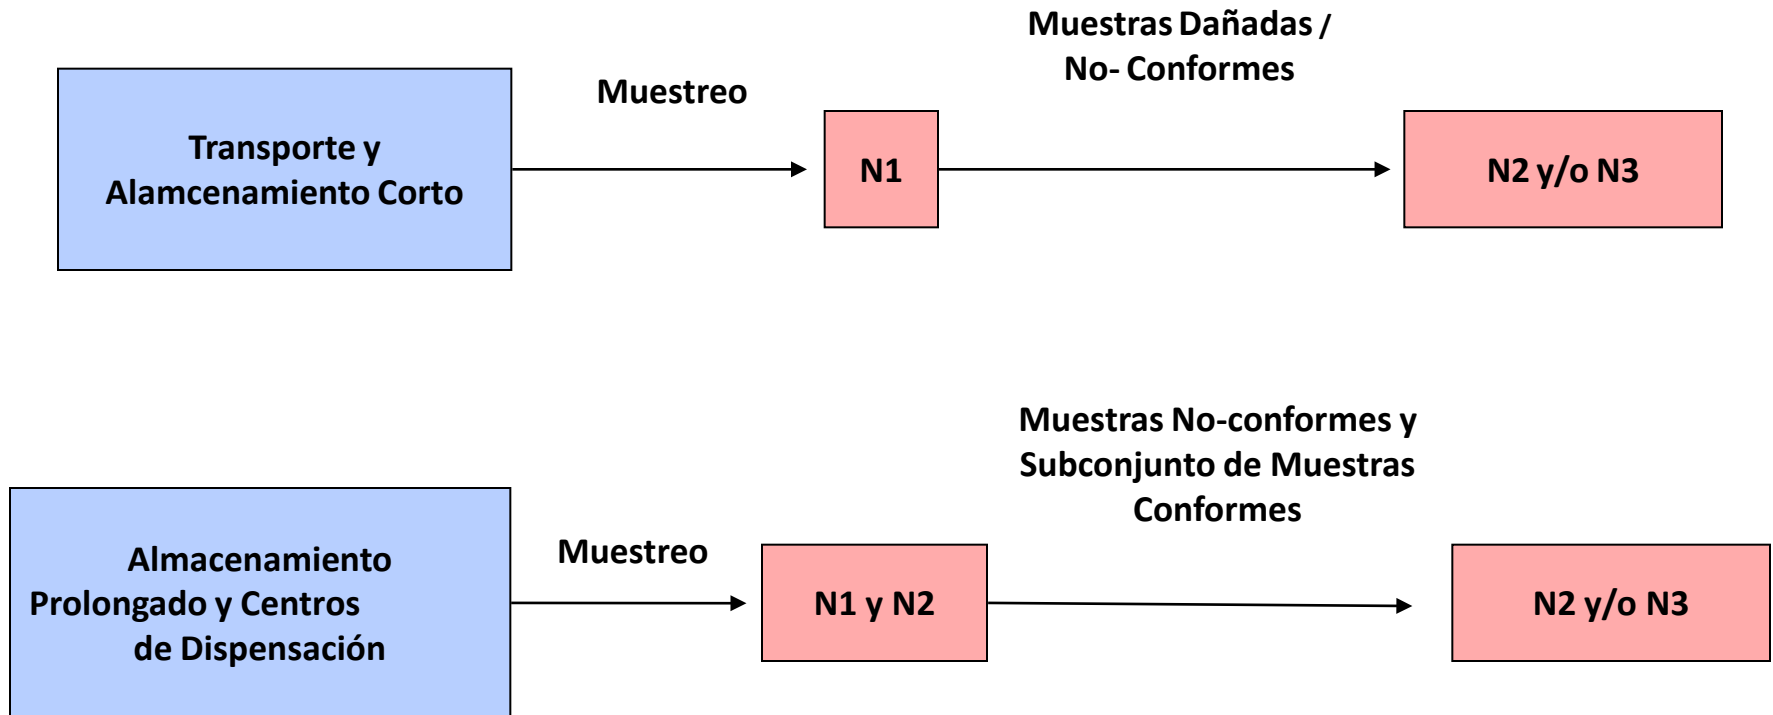 Muestras Dañadas /
No- Conformes
Muestreo
Transporte y
Alamcenamiento Corto
N1
N2 y/o N3
Muestras No-conformes y
Subconjunto de Muestras
Conformes
Muestreo
Almacenamiento
Prolongado y Centros
de Dispensación
N1 y N2
N2 y/o N3